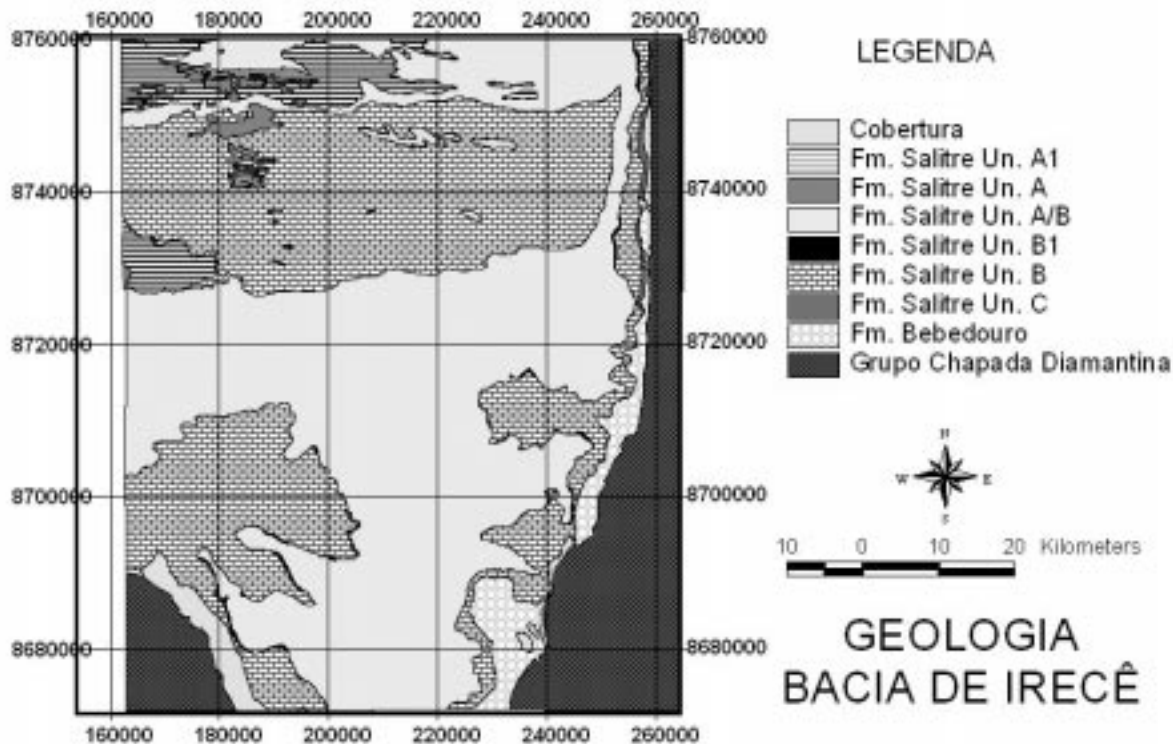 160000 180000 200000 220000 240000 260000
8760000 8760000
8740000 8740000
8720000 8720000
8700000 8700000
8680000 8680000
160000 180000 200000 220000 240000 260000
LEGENDA
Cobertura
Fm. Salitre Un. A1
Fm. Salitre Un. A
Fm. Salitre Un. A/B
Fm. Salitre Un. B1
Fm. Salitre Un. B
Fm. Salitre Un. C
Fm. Bebedouro
Grupo Chapada Diamantina
N
W E
S
10 0 10 20 Kilometers
GEOLOGIA
BACIA DE IRECÊ